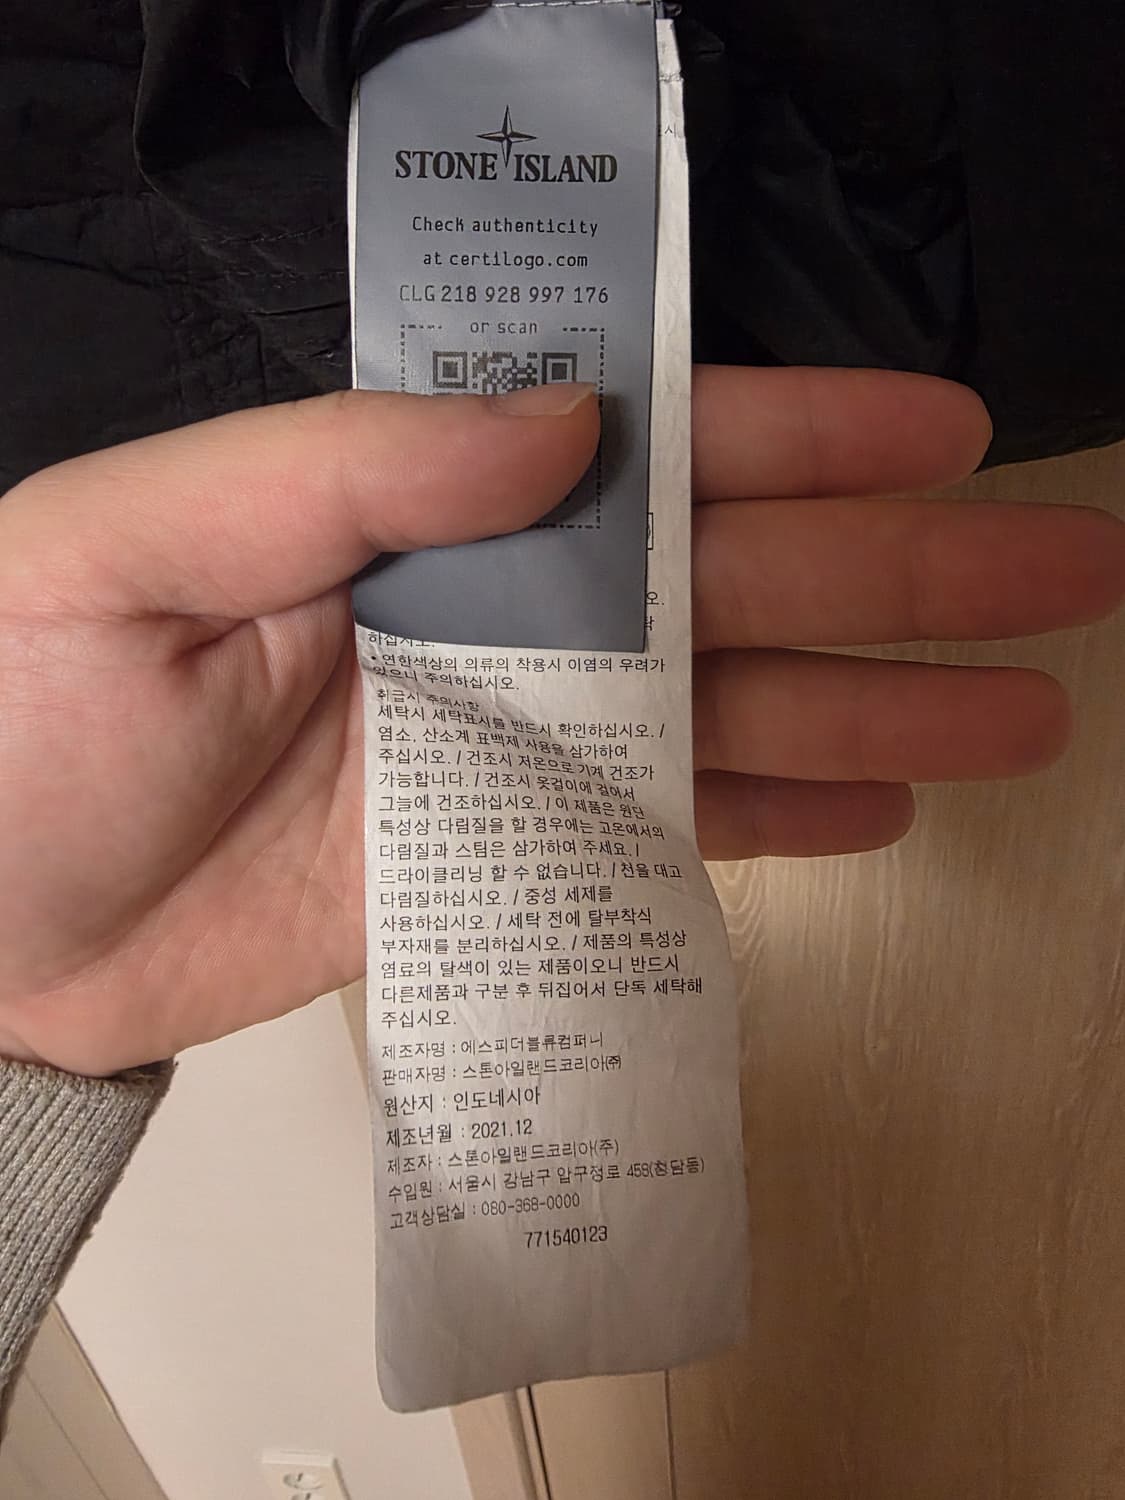 STONE ISLAND
Check authenticity
at certilogo.com
CLG 218 928 997 176
or scan
시
오.
하십시오.
• 연한색상의 의류의 착용시 이염의 우려가
있으니 주의하십시오.
취급시 주의사항
세탁시 세탁표시를 반드시 확인하십시오. /
염소, 산소계 표백제 사용을 삼가하여
주십시오. / 건조시 저온으로 기계 건조가
가능합니다. / 건조시 옷걸이에 걸어서
그늘에 건조하십시오. / 이 제품은 원단
특성상 다림질을 할 경우에는 고온에서의
다림질과 스팀은 삼가하여 주세요. /
드라이클리닝 할 수 없습니다. / 천을 대고
다림질하십시오. / 중성 세제를
사용하십시오. / 세탁 전에 탈부착식
부자재를 분리하십시오. / 제품의 특성상
염료의 탈색이 있는 제품이오니 반드시
다른제품과 구분 후 뒤집어서 단독 세탁해
주십시오.
제조자명 : 에스피더블류컴퍼니
판매자명 : 스톤아일랜드코리아㈜
원산지 : 인도네시아
제조년월 : 2021.12
제조자 : 스톤아일랜드코리아(주)
수입원 : 서울시 강남구 압구정로 458(청담동)
고객상담실 : 080-368-0000
771540123